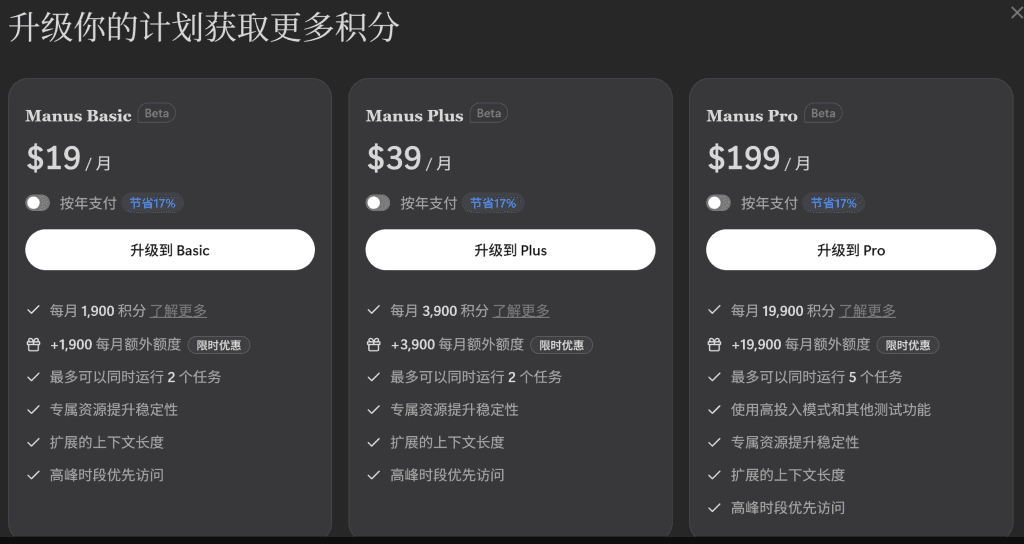 升级你的计划获取更多积分
Manus Basic Beta
$19 / 月
按年支付 节省17%
升级到 Basic
每月 1,900 积分 了解更多
+1,900 每月额外额度 限时优惠
最多可以同时运行 2 个任务
专属资源提升稳定性
扩展的上下文长度
高峰时段优先访问
Manus Plus Beta
$39 / 月
按年支付 节省17%
升级到 Plus
每月 3,900 积分 了解更多
+3,900 每月额外额度 限时优惠
最多可以同时运行 2 个任务
专属资源提升稳定性
扩展的上下文长度
高峰时段优先访问
Manus Pro Beta
$199 / 月
按年支付 节省17%
升级到 Pro
每月 19,900 积分 了解更多
+19,900 每月额外额度 限时优惠
最多可以同时运行 5 个任务
使用高投入模式和其他测试功能
专属资源提升稳定性
扩展的上下文长度
高峰时段优先访问